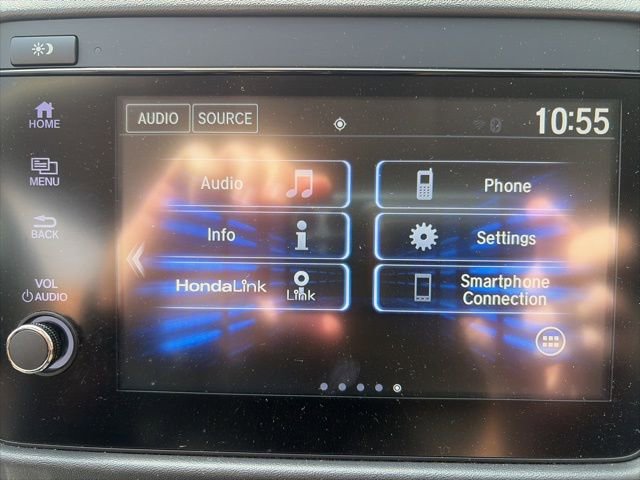 HOME
MENU
BACK
VOL
AUDIO
AUDIO SOURCE 10:55
Audio
Phone
Info
Settings
HondaLink
Link
Smartphone
Connection